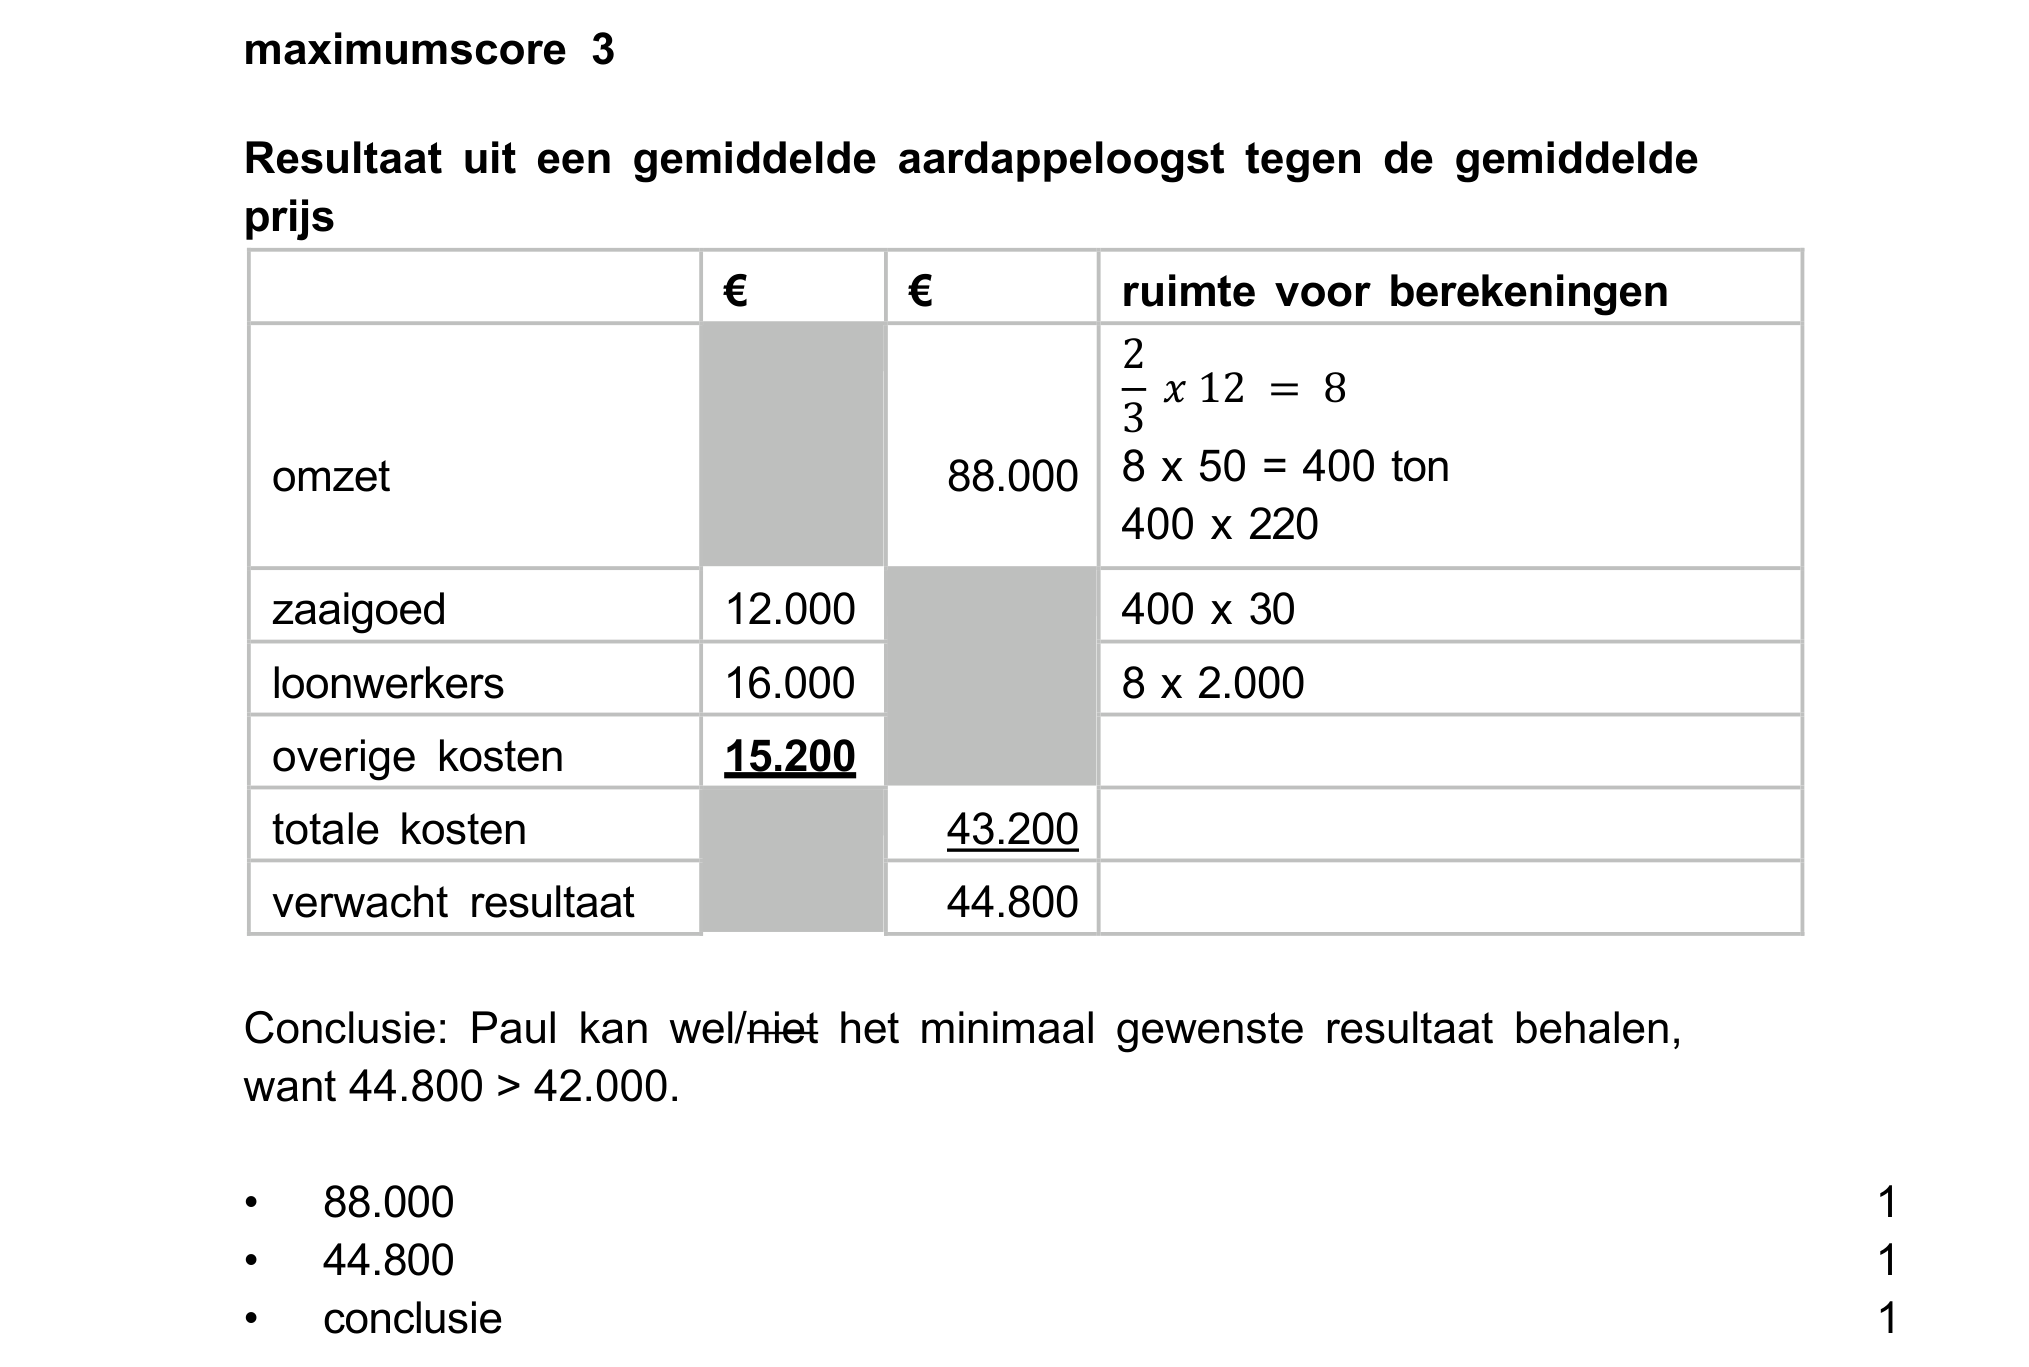 maximumscore 3
Resultaat uit een gemiddelde aardappeloogst tegen de gemiddelde
prijs
€ € ruimte voor berekeningen
omzet 88.000 2/3 x 12 = 8
8 x 50 = 400 ton
400 x 220
zaaigoed 12.000 400 x 30
loonwerkers 16.000 8 x 2.000
overige kosten 15.200
totale kosten 43.200
verwacht resultaat 44.800
Conclusie: Paul kan wel/niet het minimaal gewenste resultaat behalen,
want 44.800 > 42.000.
• 88.000 1
• 44.800 1
• conclusie 1